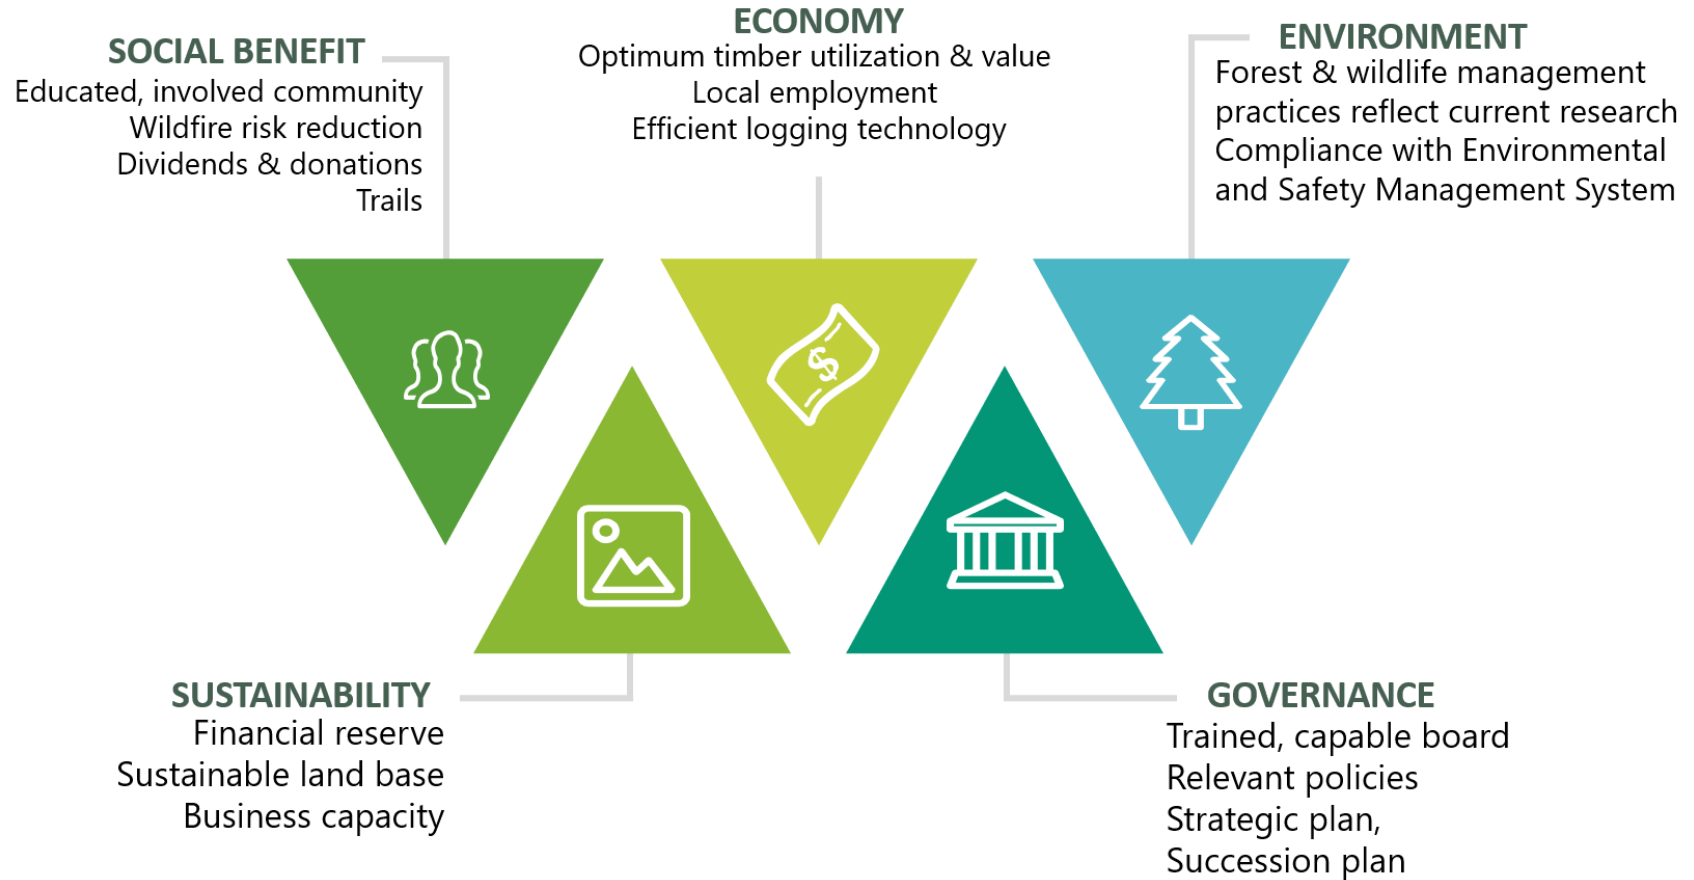 SOCIAL BENEFIT
Educated, involved community
Wildfire risk reduction
Dividends & donations
Trails
ECONOMY
Optimum timber utilization & value
Local employment
Efficient logging technology
ENVIRONMENT
Forest & wildlife management
practices reflect current research
Compliance with Environmental
and Safety Management System
$
SUSTAINABILITY
Financial reserve
Sustainable land base
Business capacity
GOVERNANCE
Trained, capable board
Relevant policies
Strategic plan,
Succession plan